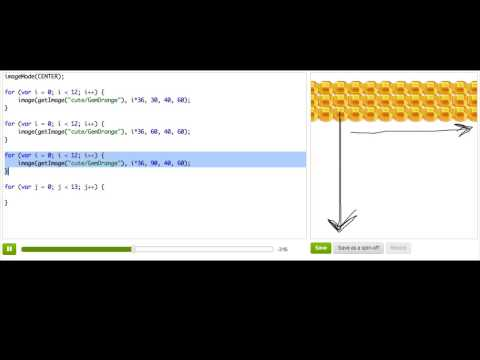 imageMode(CENTER);
for (var i = 0; i < 12; i++) {
image(getImage("cute/GemOrange"), i*36, 30, 40, 60);
}
for (var i = 0; i < 12; i++) {
image(getImage("cute/GemOrange"), i*36, 60, 40, 60);
}
for (var i = 0; i < 12; i++) {
image(getImage("cute/GemOrange"), i*36, 90, 40, 60);
}
for (var j = 0; j < 13; j++) {
}
Save
Save as a spin-off